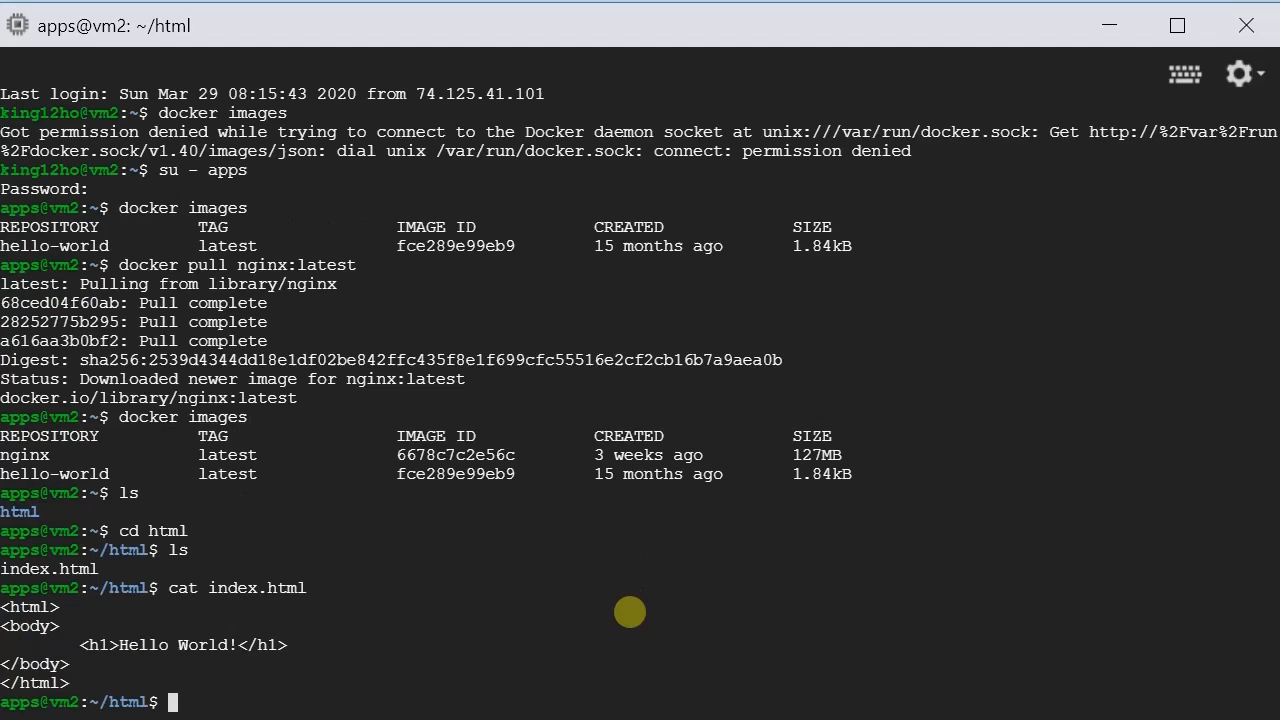 apps@vm2: ~/html
Last login: Sun Mar 29 08:15:43 2020 from 74.125.41.101
king12ho@vm2:~$ docker images
Got permission denied while trying to connect to the Docker daemon socket at unix:///var/run/docker.sock: Get http://%2Fvar%2Frun
%2Fdocker.sock/v1.40/images/json: dial unix /var/run/docker.sock: connect: permission denied
king12ho@vm2:~$ su - apps
Password:
apps@vm2:~$ docker images
REPOSITORY TAG IMAGE ID CREATED SIZE
hello-world latest fce289e99eb9 15 months ago 1.84kB
apps@vm2:~$ docker pull nginx:latest
latest: Pulling from library/nginx
68ced04f60ab: Pull complete
28252775b295: Pull complete
a616aa3b0bf2: Pull complete
Digest: sha256:2539d4344dd18e1df02be842ffc435f8e1f699cfc55516e2cf2cb16b7a9aea0b
Status: Downloaded newer image for nginx:latest
docker.io/library/nginx:latest
apps@vm2:~$ docker images
REPOSITORY TAG IMAGE ID CREATED SIZE
nginx latest 6678c7c2e56c 3 weeks ago 127MB
hello-world latest fce289e99eb9 15 months ago 1.84kB
apps@vm2:~$ ls
html
apps@vm2:~$ cd html
apps@vm2:~/html$ ls
index.html
apps@vm2:~/html$ cat index.html
<html>
<body>
<h1>Hello World!</h1>
</body>
</html>
apps@vm2:~/html$